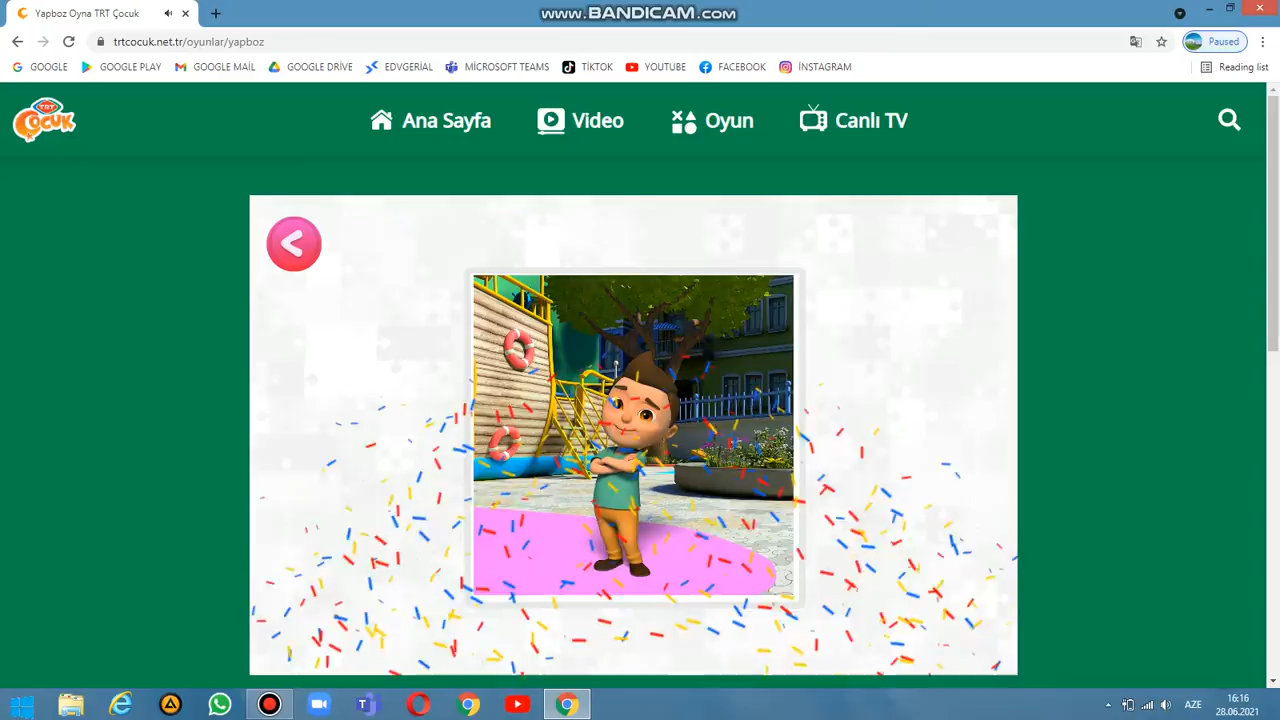 Yapboz Oyna TRT Çocuk
www.BANDICAM.com
trtcocuk.net.tr/oyunlar/yapboz
Paused
GOOGLE
GOOGLE PLAY
GOOGLE MAİL
GOOGLE DRİVE
EDVGERİAL
MİCROSOFT TEAMS
TİKTOK
YOUTUBE
FACEBOOK
İNSTAGRAM
Reading list
TRT
ÇOCUK
Ana Sayfa
Video
Oyun
Canlı TV
AZE
16:16
28.06.2021